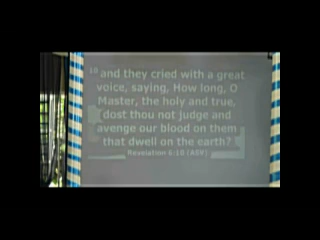 10 and they cried with a great
voice, saying, How long, O
Master, the holy and true,
dost thou not judge and
avenge our blood on them
that dwell on the earth?
Revelation 6:10 (ASV)